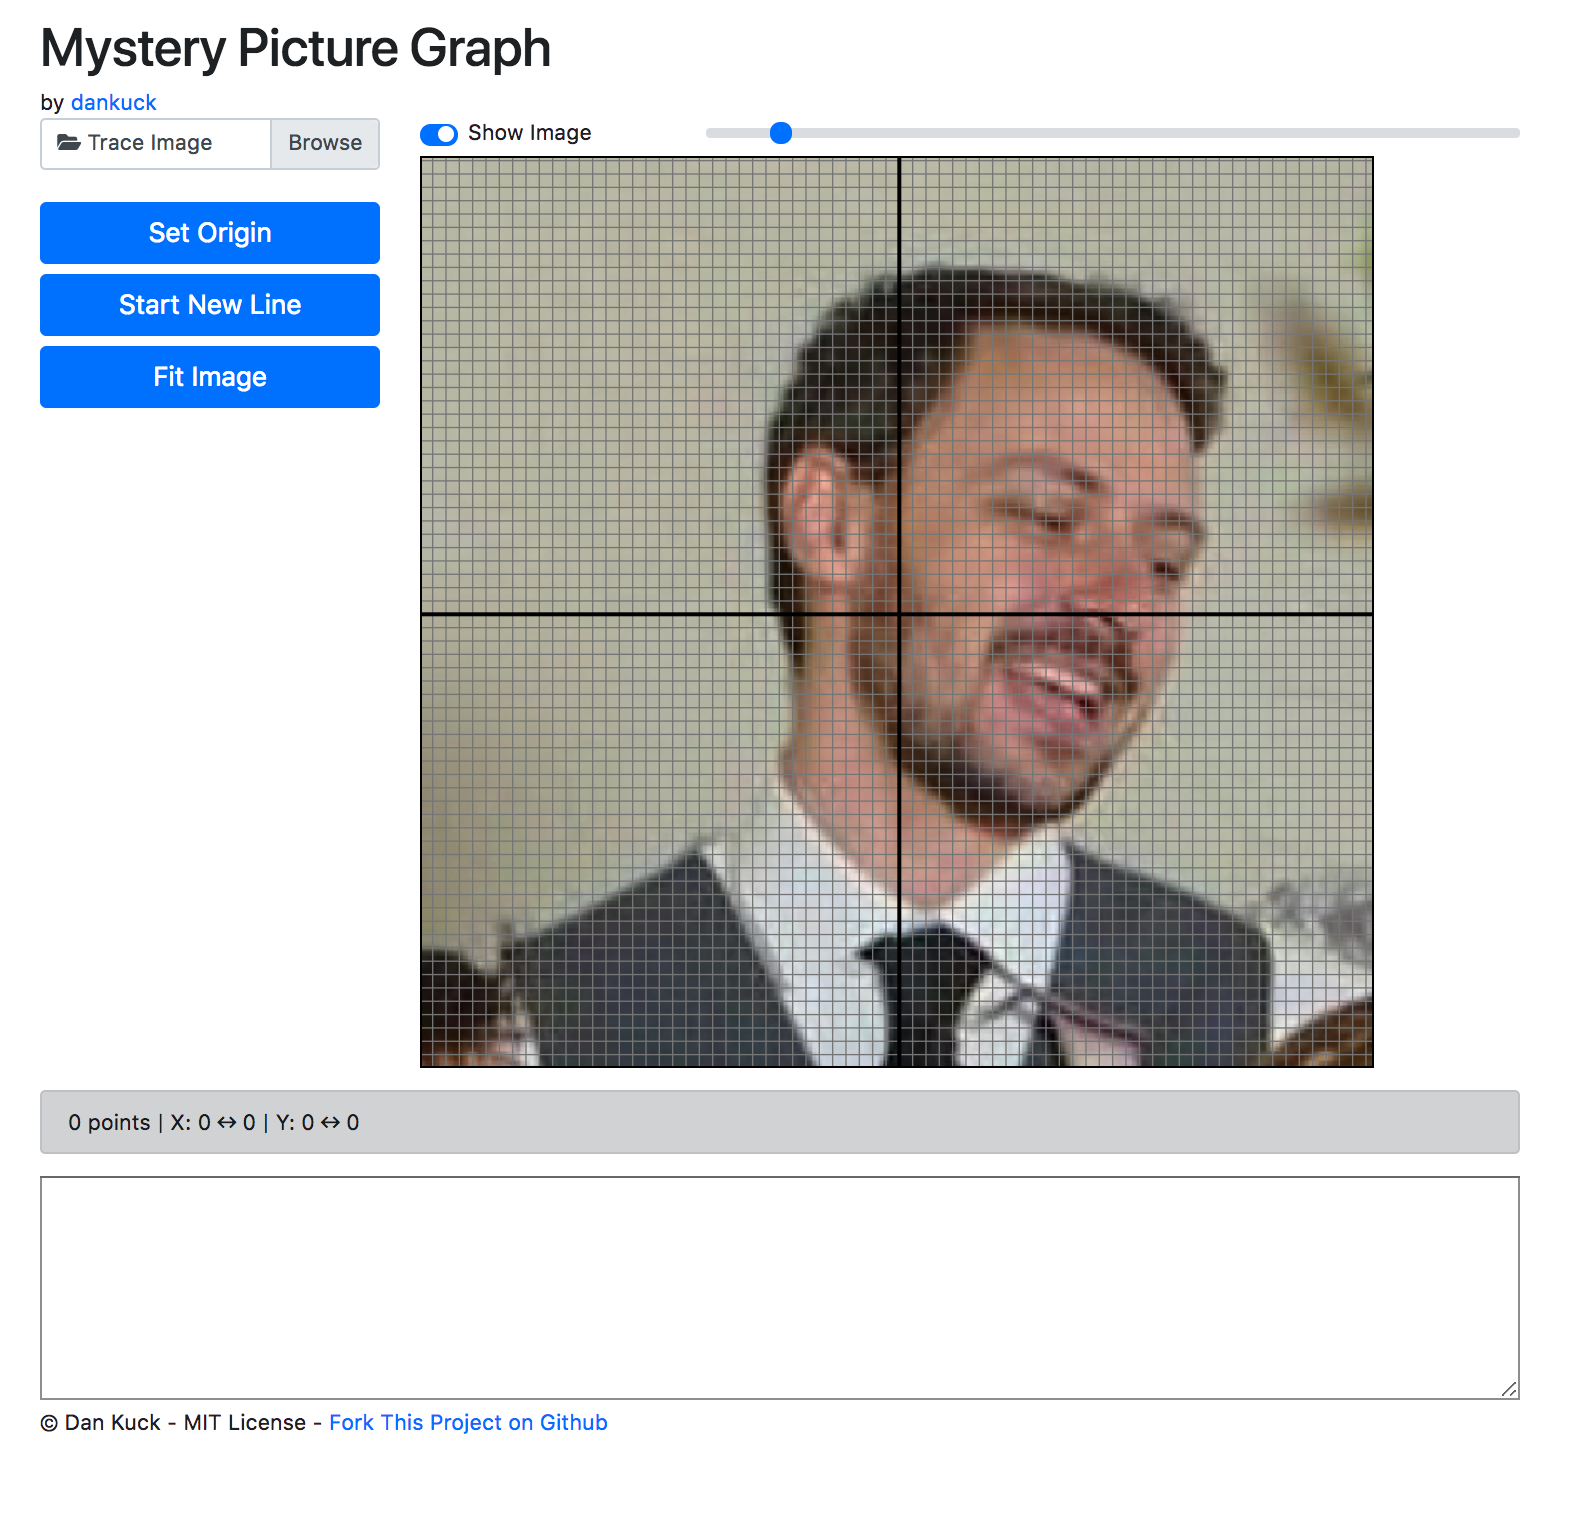 Mystery Picture Graph
by dankuck
Trace Image Browse
Show Image
Set Origin
Start New Line
Fit Image
0 points | X: 0 ↔ 0 | Y: 0 ↔ 0
© Dan Kuck - MIT License - Fork This Project on Github